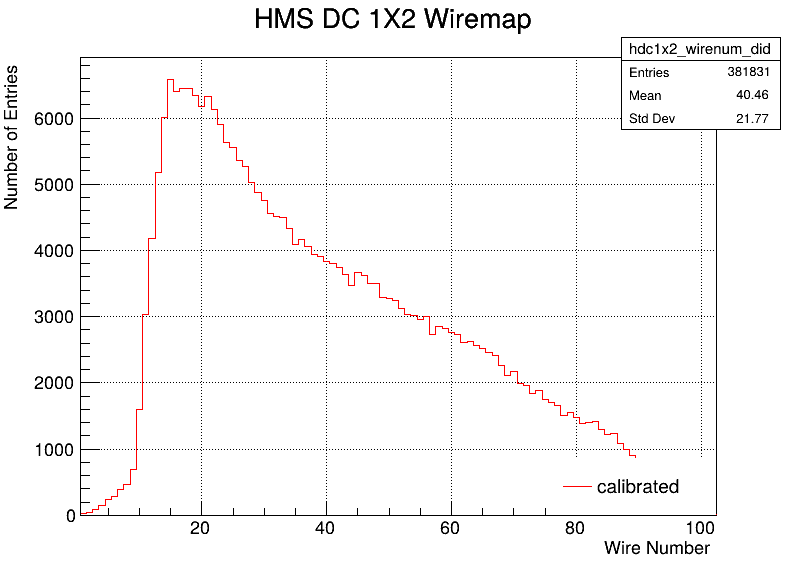 HMS DC 1X2 Wiremap
hdc1x2_wirenum_did
Entries 381831
Mean 40.46
Std Dev 21.77
Number of Entries
6000
5000
4000
3000
2000
1000
0
calibrated
20 40 60 80 100
Wire Number